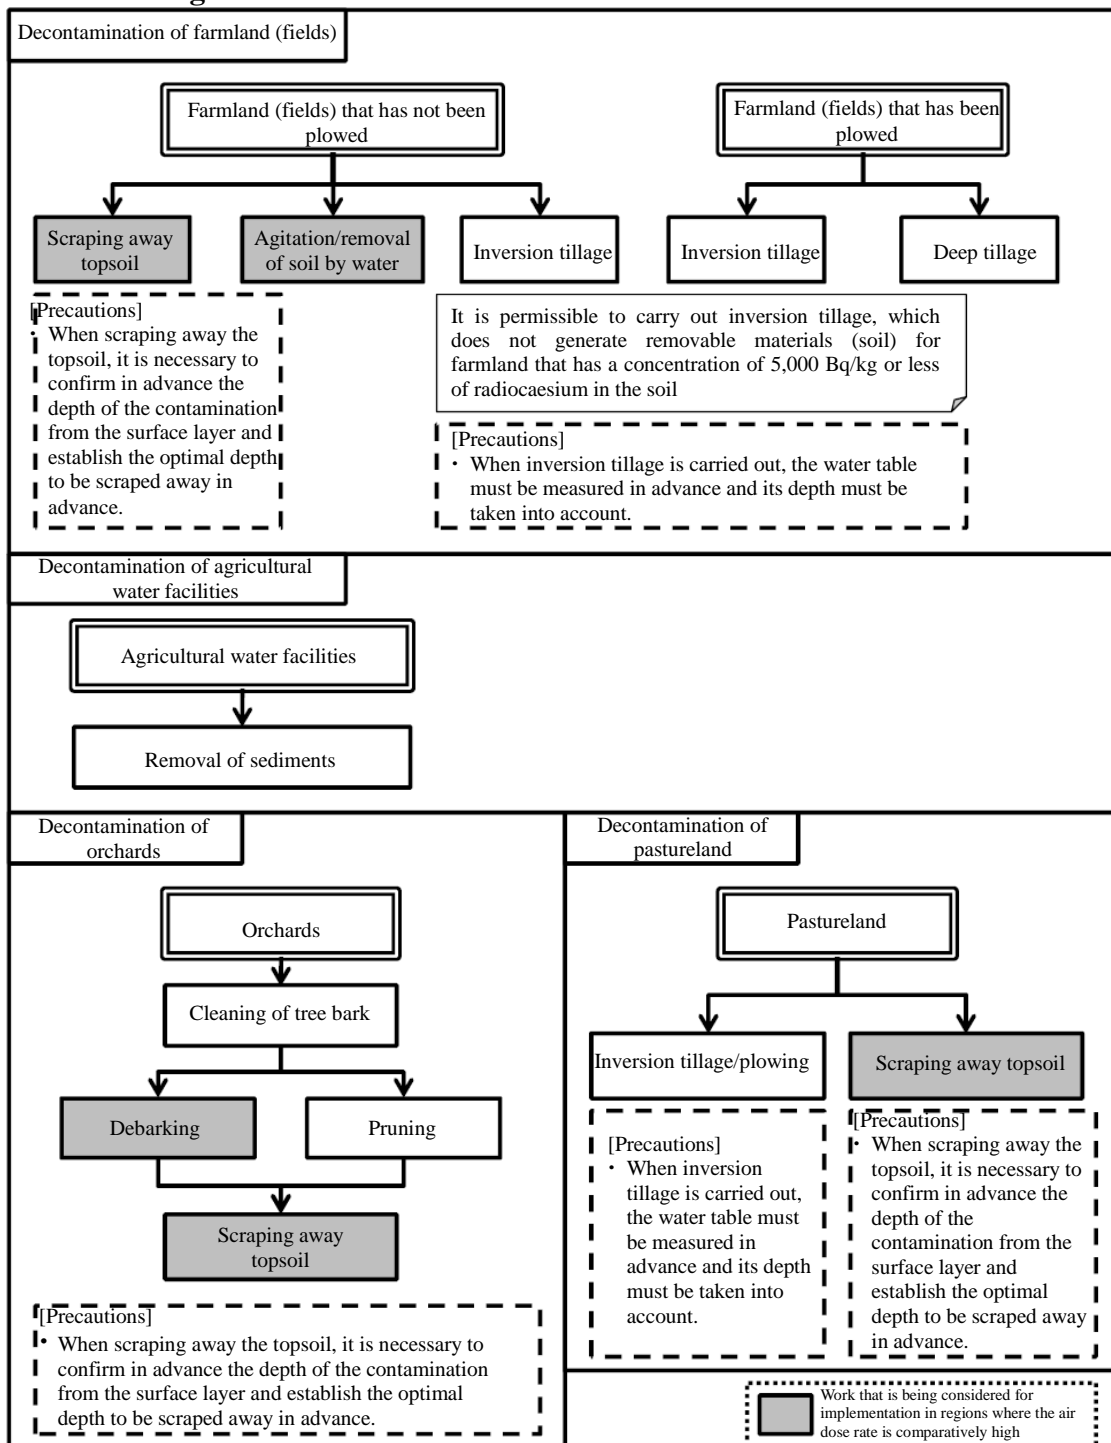 Decontamination of farmland (fields)
Farmland (fields) that has not been
plowed
Farmland (fields) that has been
plowed
Scraping away
topsoil
Agitation/removal
of soil by water
Inversion tillage
Inversion tillage
Deep tillage
[Precautions]
・ When scraping away the
topsoil, it is necessary to
confirm in advance the
depth of the contamination
from the surface layer and
establish the optimal depth
to be scraped away in
advance.
It is permissible to carry out inversion tillage, which
does not generate removable materials (soil) for
farmland that has a concentration of 5,000 Bq/kg or less
of radiocaesium in the soil
[Precautions]
・ When inversion tillage is carried out, the water table
must be measured in advance and its depth must be
taken into account.
Decontamination of agricultural
water facilities
Agricultural water facilities
Removal of sediments
Decontamination of
orchards
Orchards
Cleaning of tree bark
Debarking
Pruning
Scraping away
topsoil
[Precautions]
・ When scraping away the topsoil, it is necessary to
confirm in advance the depth of the contamination
from the surface layer and establish the optimal
depth to be scraped away in advance.
Decontamination of
pastureland
Pastureland
Inversion tillage/plowing
Scraping away topsoil
[Precautions]
・ When inversion
tillage is carried out,
the water table must
be measured in
advance and its depth
must be taken into
account.
[Precautions]
・ When scraping away the
topsoil, it is necessary to
confirm in advance the
depth of the
contamination from the
surface layer and
establish the optimal
depth to be scraped away
in advance.
Work that is being considered for
implementation in regions where the air
dose rate is comparatively high